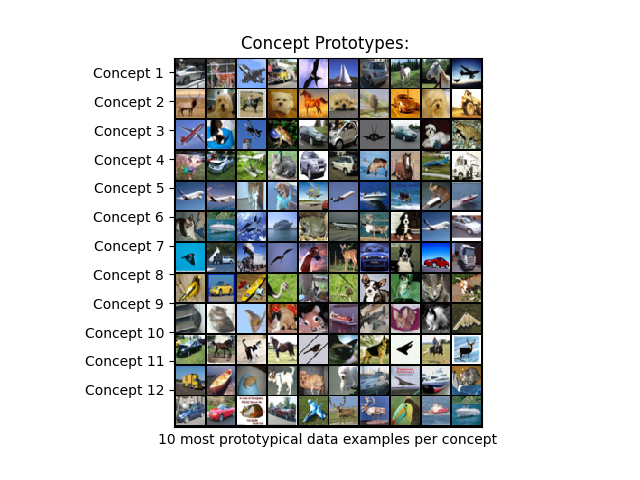 Concept Prototypes:
Concept 1
Concept 2
Concept 3
Concept 4
Concept 5
Concept 6
Concept 7
Concept 8
Concept 9
Concept 10
Concept 11
Concept 12
10 most prototypical data examples per concept